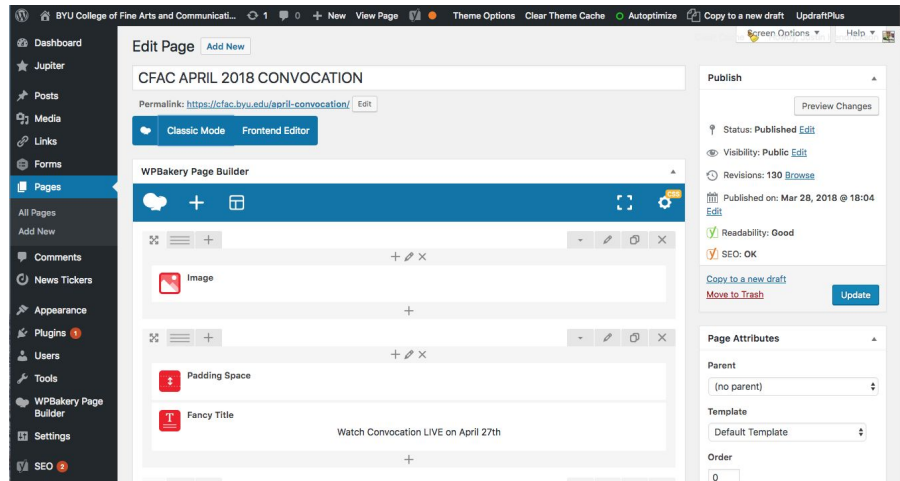 BYU College of Fine Arts and Communicati... 1 0 + New View Page Theme Options Clear Theme Cache Autoptimize Copy to a new draft UpdraftPlus
Screen Options ▼ Help ▼
Dashboard
Jupiter
Posts
Media
Links
Forms
Pages
All Pages
Add New
Comments
News Tickers
Appearance
Plugins 1
Users
Tools
WPBakery Page
Builder
Settings
SEO 2
Edit Page Add New
CFAC APRIL 2018 CONVOCATION
Permalink: https://cfac.byu.edu/april-convocation/ Edit
Classic Mode Frontend Editor
WPBakery Page Builder
CSS
Image
Padding Space
T Fancy Title
Watch Convocation LIVE on April 27th
Publish
Preview Changes
Status: Published Edit
Visibility: Public Edit
Revisions: 130 Browse
Published on: Mar 28, 2018 @ 18:04
Edit
Readability: Good
SEO: OK
Copy to a new draft
Move to Trash Update
Page Attributes
Parent
(no parent)
Template
Default Template
Order
0